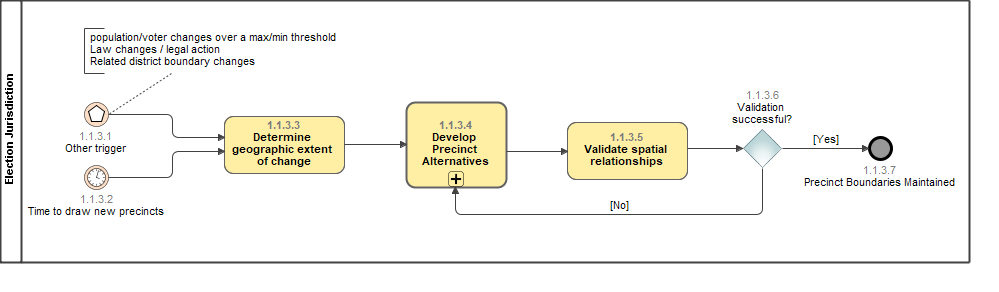 Election Jurisdiction
population/voter changes over a max/min threshold
Law changes / legal action
Related district boundary changes
1.1.3.1
Other trigger
1.1.3.2
Time to draw new precincts
1.1.3.3
Determine
geographic extent
of change
1.1.3.4
Develop
Precinct
Alternatives
1.1.3.5
Validate spatial
relationships
1.1.3.6
Validation
successful?
[Yes]
[No]
1.1.3.7
Precinct Boundaries Maintained